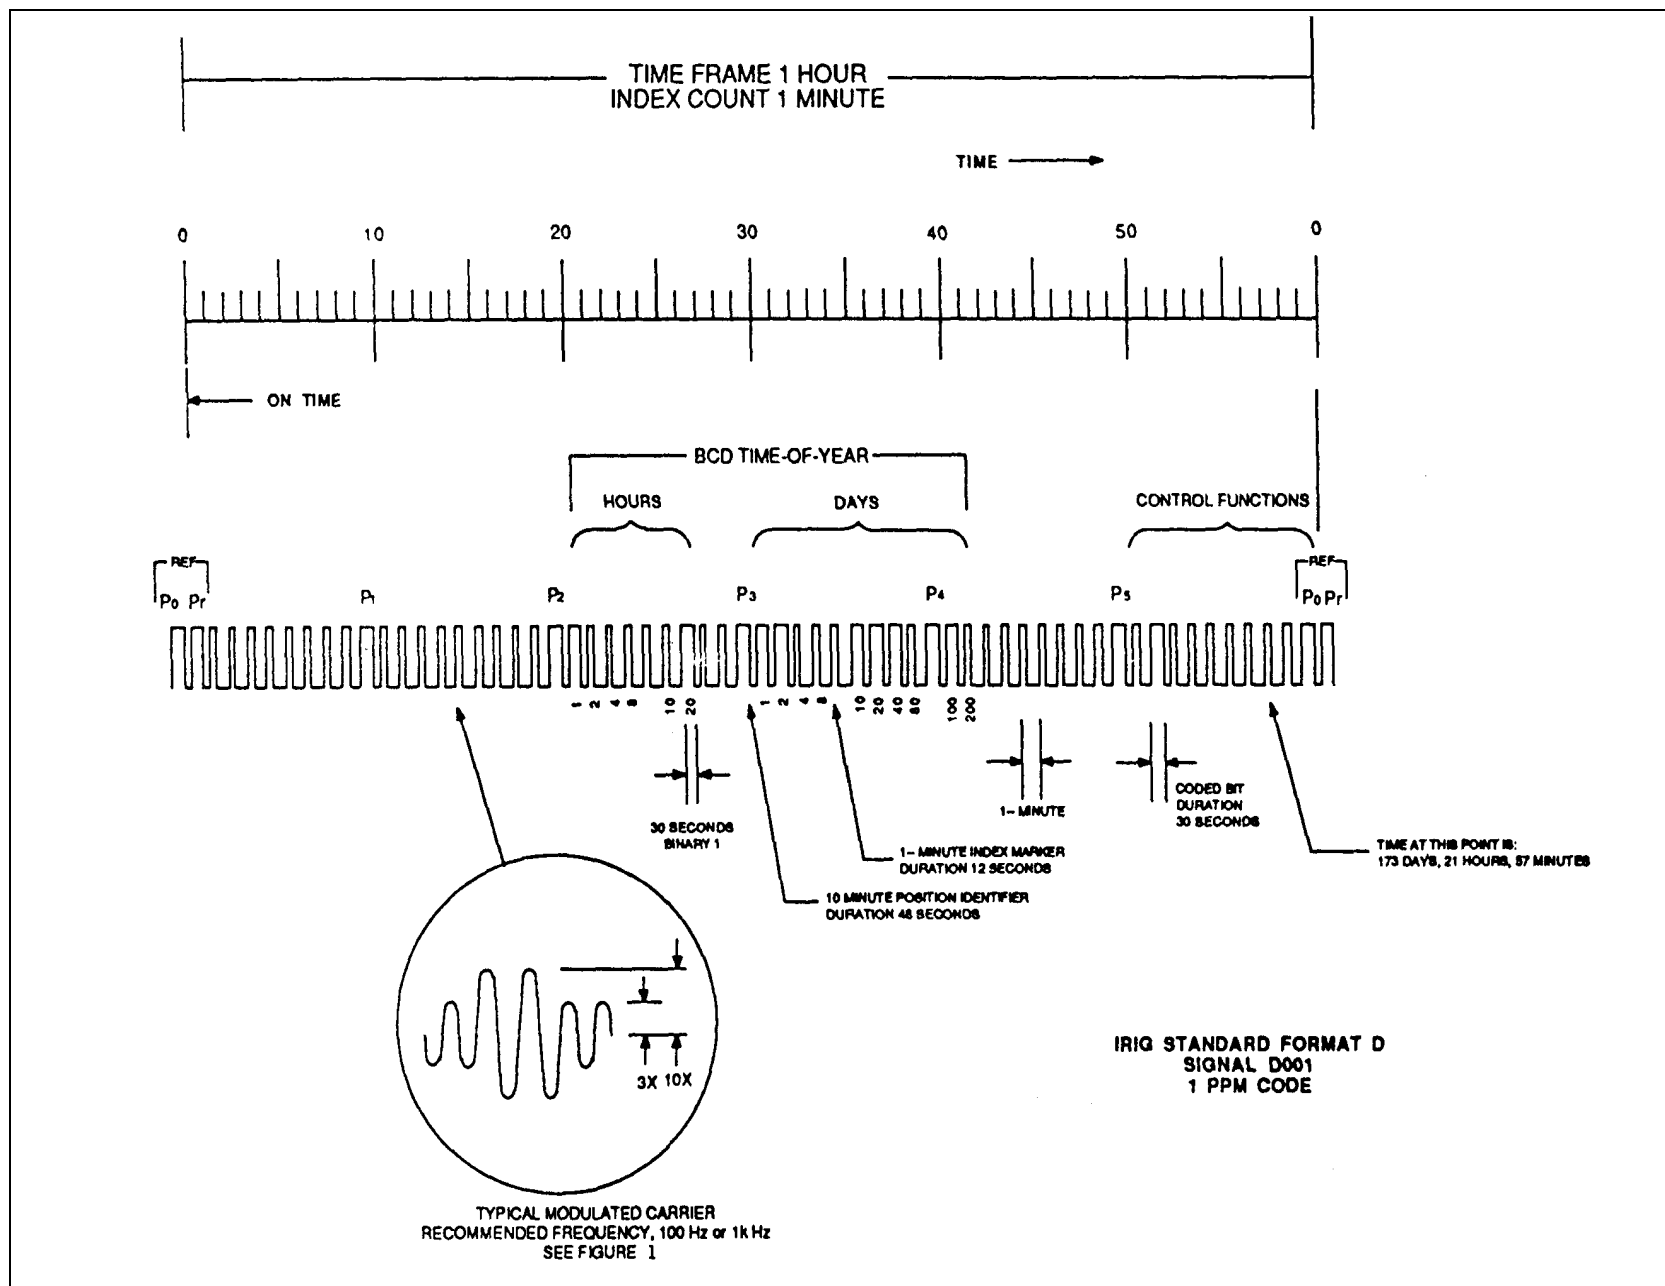 TIME FRAME 1 HOUR
INDEX COUNT 1 MINUTE
TIME
0 10 20 30 40 50 0
ON TIME
BCD TIME-OF-YEAR
HOURS DAYS CONTROL FUNCTIONS
REF REF
P0 Pr P1 P2 P3 P4 P5 P0 Pr
1 2 4 8 10 20 1 2 4 8 10 20 40 80 100 200
30 SECONDS
BINARY 1
1- MINUTE
CODED BIT
DURATION
30 SECONDS
1- MINUTE INDEX MARKER
DURATION 12 SECONDS
TIME AT THIS POINT IS:
173 DAYS, 21 HOURS, 57 MINUTES
10 MINUTE POSITION IDENTIFIER
DURATION 48 SECONDS
3X 10X
IRIG STANDARD FORMAT D
SIGNAL D001
1 PPM CODE
TYPICAL MODULATED CARRIER
RECOMMENDED FREQUENCY, 100 Hz or 1k Hz
SEE FIGURE 1